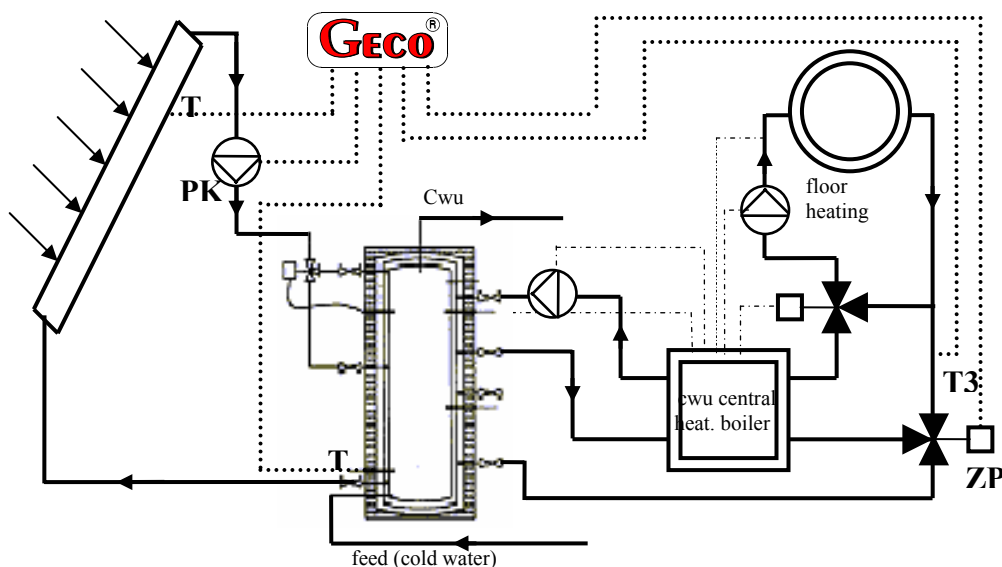 GECO®
T
PK
Cwu
floor
heating
T3
cwu central
heat. boiler
T
ZP
feed (cold water)